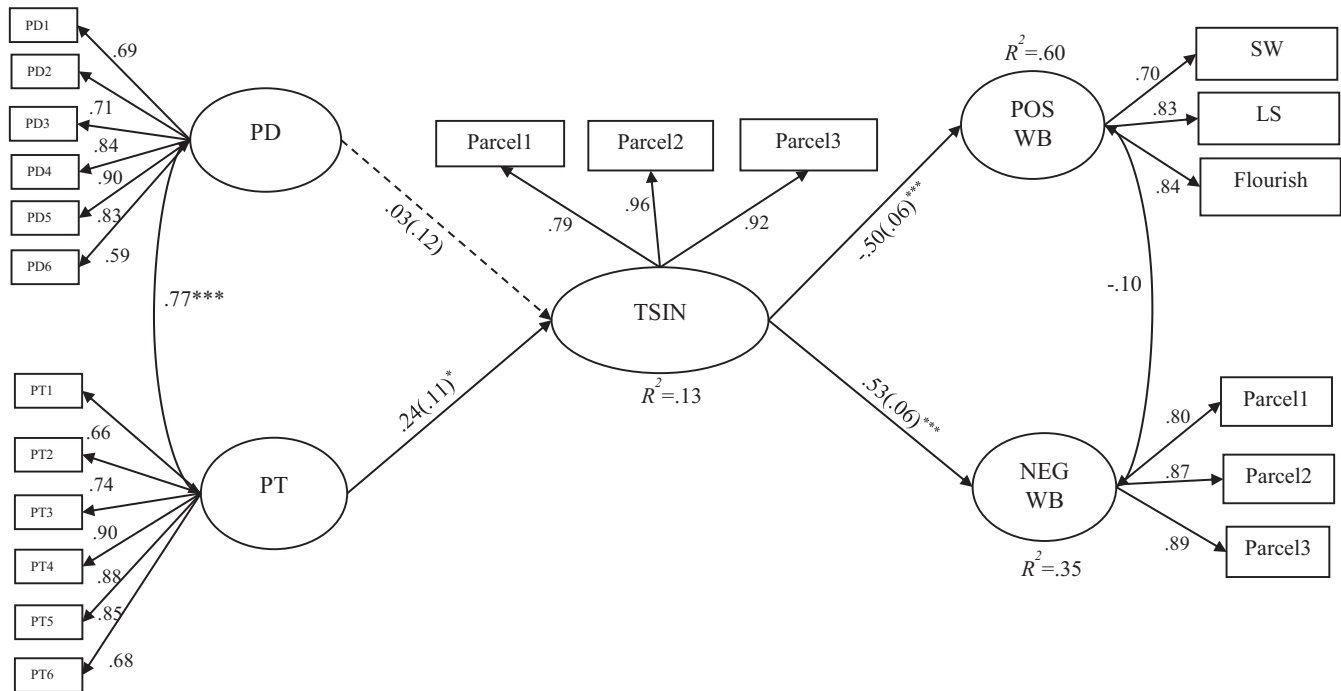 PD1
.69
PD2
.71
PD3
.84
PD4
.90
PD5
.83
PD6
.59
PD
.77***
PT1
.66
PT2
.74
PT3
.90
PT4
.88
PT5
.85
PT6
.68
PT
.03(.12)
.24(.11)*
Parcel1
Parcel2
Parcel3
.79
.96
.92
TSIN
R²=.13
-.50(.06)***
.53(.06)***
R²=.60
POS
WB
.70
SW
.83
LS
.84
Flourish
-.10
NEG
WB
R²=.35
.80
Parcel1
.87
Parcel2
.89
Parcel3